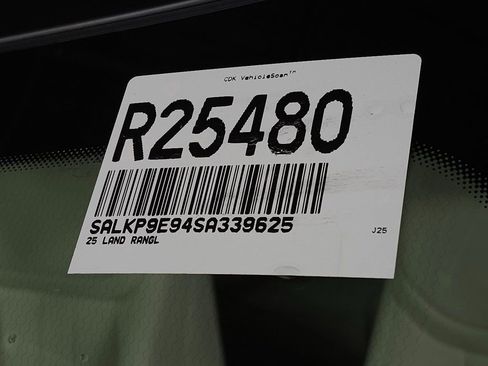 CDK VehicleScan™
R25480
SALKP9E94SA339625
25 LAND RANGL
J25